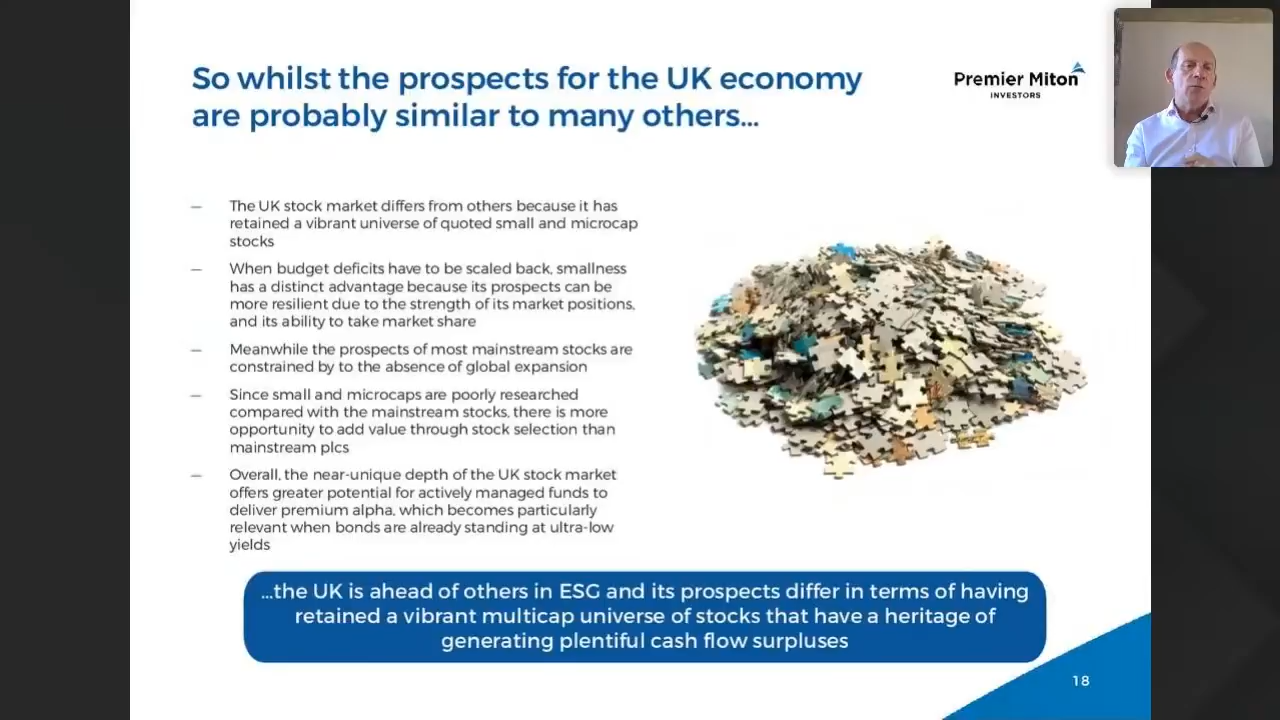 So whilst the prospects for the UK economy
are probably similar to many others...
Premier Miton
INVESTORS
— The UK stock market differs from others because it has
retained a vibrant universe of quoted small and microcap
stocks
— When budget deficits have to be scaled back, smallness
has a distinct advantage because its prospects can be
more resilient due to the strength of its market positions,
and its ability to take market share
— Meanwhile the prospects of most mainstream stocks are
constrained by to the absence of global expansion
— Since small and microcaps are poorly researched
compared with the mainstream stocks, there is more
opportunity to add value through stock selection than
mainstream plcs
— Overall, the near-unique depth of the UK stock market
offers greater potential for actively managed funds to
deliver premium alpha, which becomes particularly
relevant when bonds are already standing at ultra-low
yields
...the UK is ahead of others in ESG and its prospects differ in terms of having
retained a vibrant multicap universe of stocks that have a heritage of
generating plentiful cash flow surpluses
18